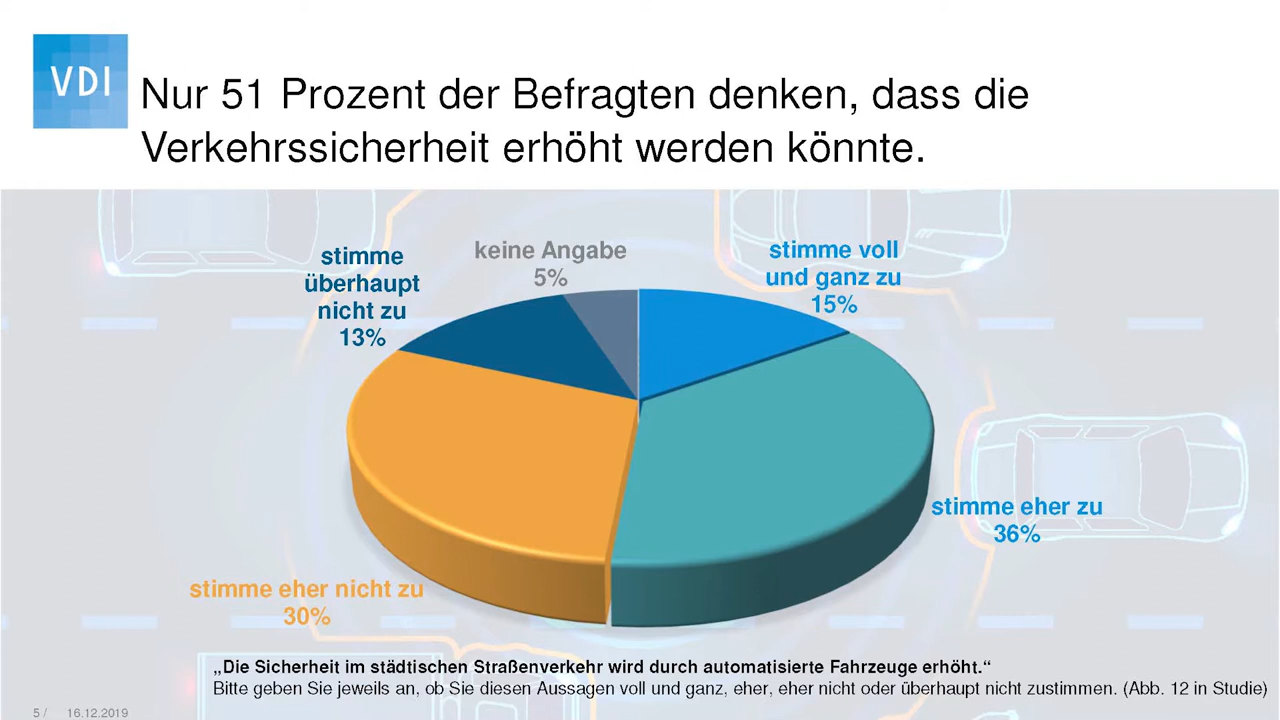 VDI
Nur 51 Prozent der Befragten denken, dass die
Verkehrssicherheit erhöht werden könnte.
stimme
überhaupt
nicht zu
13%
keine Angabe
5%
stimme voll
und ganz zu
15%
stimme eher zu
36%
stimme eher nicht zu
30%
„Die Sicherheit im städtischen Straßenverkehr wird durch automatisierte Fahrzeuge erhöht.“
Bitte geben Sie jeweils an, ob Sie diesen Aussagen voll und ganz, eher, eher nicht oder überhaupt nicht zustimmen. (Abb. 12 in Studie)
5 / 16.12.2019